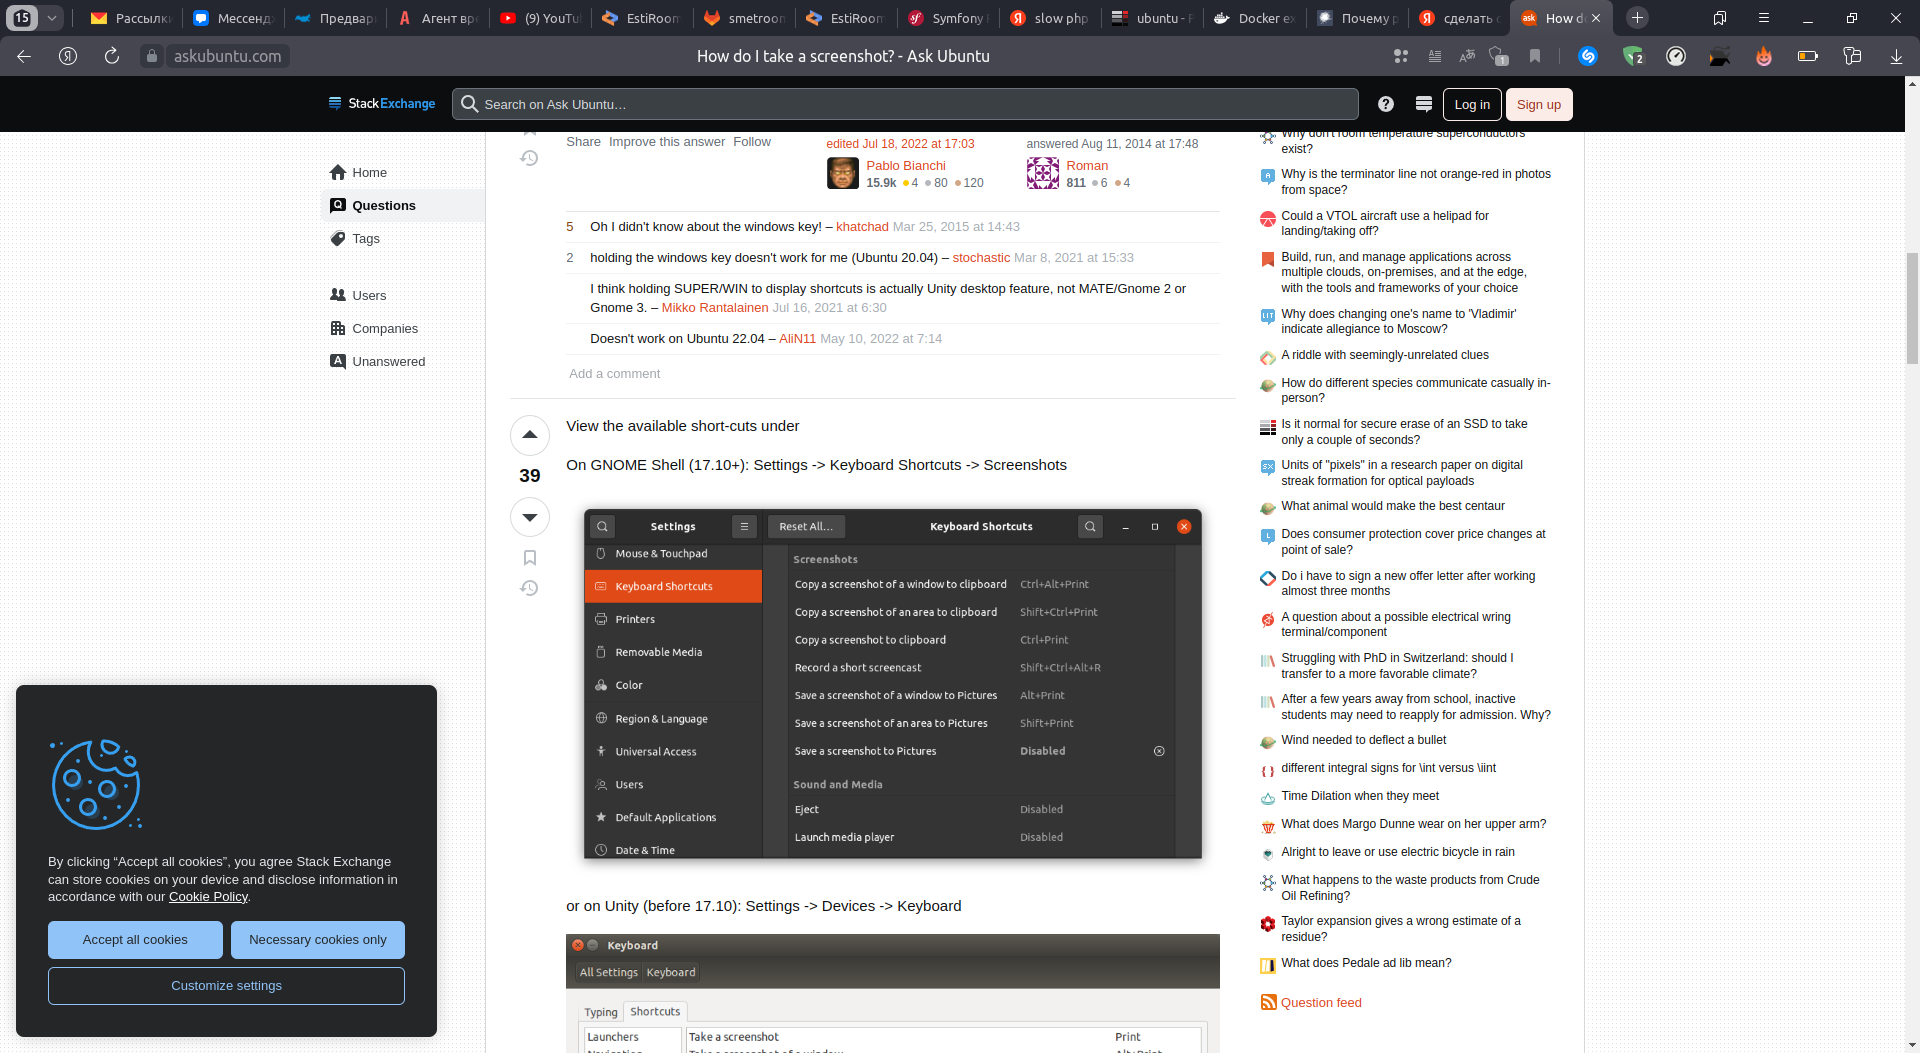 15
Рассылк
Мессенд
Предвар
Агент вре
(9) YouTu
EstiRoom
smetroom
EstiRoom
Symfony
slow php
ubuntu - 
Docker ex
Почему р
сделать с
How do
askubuntu.com
How do I take a screenshot? - Ask Ubuntu
1
2
StackExchange
Search on Ask Ubuntu…
Log in
Sign up
Home
Questions
Tags
Users
Companies
Unanswered
Share Improve this answer Follow
edited Jul 18, 2022 at 17:03
Pablo Bianchi
15.9k 4 80 120
answered Aug 11, 2014 at 17:48
Roman
811 6 4
5 Oh I didn't know about the windows key! – khatchad Mar 25, 2015 at 14:43
2 holding the windows key doesn't work for me (Ubuntu 20.04) – stochastic Mar 8, 2021 at 15:33
I think holding SUPER/WIN to display shortcuts is actually Unity desktop feature, not MATE/Gnome 2 or
Gnome 3. – Mikko Rantalainen Jul 16, 2021 at 6:30
Doesn't work on Ubuntu 22.04 – AliN11 May 10, 2022 at 7:14
Add a comment
39
View the available short-cuts under
On GNOME Shell (17.10+): Settings -> Keyboard Shortcuts -> Screenshots
Settings
Reset All...
Keyboard Shortcuts
Mouse & Touchpad
Keyboard Shortcuts
Printers
Removable Media
Color
Region & Language
Universal Access
Users
Default Applications
Date & Time
Screenshots
Copy a screenshot of a window to clipboard Ctrl+Alt+Print
Copy a screenshot of an area to clipboard Shift+Ctrl+Print
Copy a screenshot to clipboard Ctrl+Print
Record a short screencast Shift+Ctrl+Alt+R
Save a screenshot of a window to Pictures Alt+Print
Save a screenshot of an area to Pictures Shift+Print
Save a screenshot to Pictures Disabled
Sound and Media
Eject Disabled
Launch media player Disabled
or on Unity (before 17.10): Settings -> Devices -> Keyboard
Keyboard
All Settings Keyboard
Typing Shortcuts
Launchers
Take a screenshot Print
Why don't room temperature superconductors
exist?
Why is the terminator line not orange-red in photos
from space?
Could a VTOL aircraft use a helipad for
landing/taking off?
Build, run, and manage applications across
multiple clouds, on-premises, and at the edge,
with the tools and frameworks of your choice
Why does changing one's name to 'Vladimir'
indicate allegiance to Moscow?
A riddle with seemingly-unrelated clues
How do different species communicate casually in-
person?
Is it normal for secure erase of an SSD to take
only a couple of seconds?
Units of "pixels" in a research paper on digital
streak formation for optical payloads
What animal would make the best centaur
Does consumer protection cover price changes at
point of sale?
Do i have to sign a new offer letter after working
almost three months
A question about a possible electrical wring
terminal/component
Struggling with PhD in Switzerland: should I
transfer to a more favorable climate?
After a few years away from school, inactive
students may need to reapply for admission. Why?
Wind needed to deflect a bullet
different integral signs for \int versus \iint
Time Dilation when they meet
What does Margo Dunne wear on her upper arm?
Alright to leave or use electric bicycle in rain
What happens to the waste products from Crude
Oil Refining?
Taylor expansion gives a wrong estimate of a
residue?
What does Pedale ad lib mean?
Question feed
By clicking “Accept all cookies”, you agree Stack Exchange
can store cookies on your device and disclose information in
accordance with our Cookie Policy.
Accept all cookies
Necessary cookies only
Customize settings